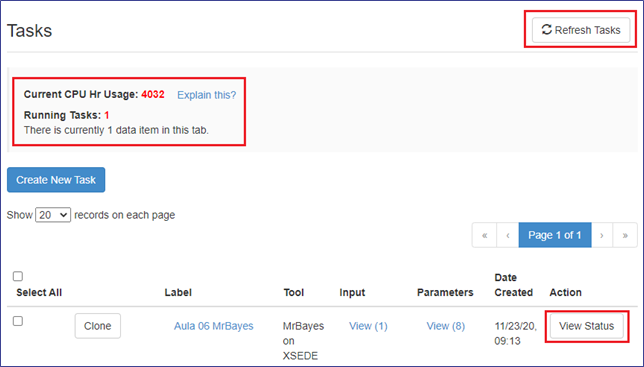 Tasks
Refresh Tasks
Current CPU Hr Usage: 4032 Explain this?
Running Tasks: 1
There is currently 1 data item in this tab.
Create New Task
Show 20 records on each page
« ‹ Page 1 of 1 › »
Select All Label Tool Input Parameters Date Created Action
Clone Aula 06 MrBayes MrBayes on XSEDE View (1) View (8) 11/23/20, 09:13 View Status